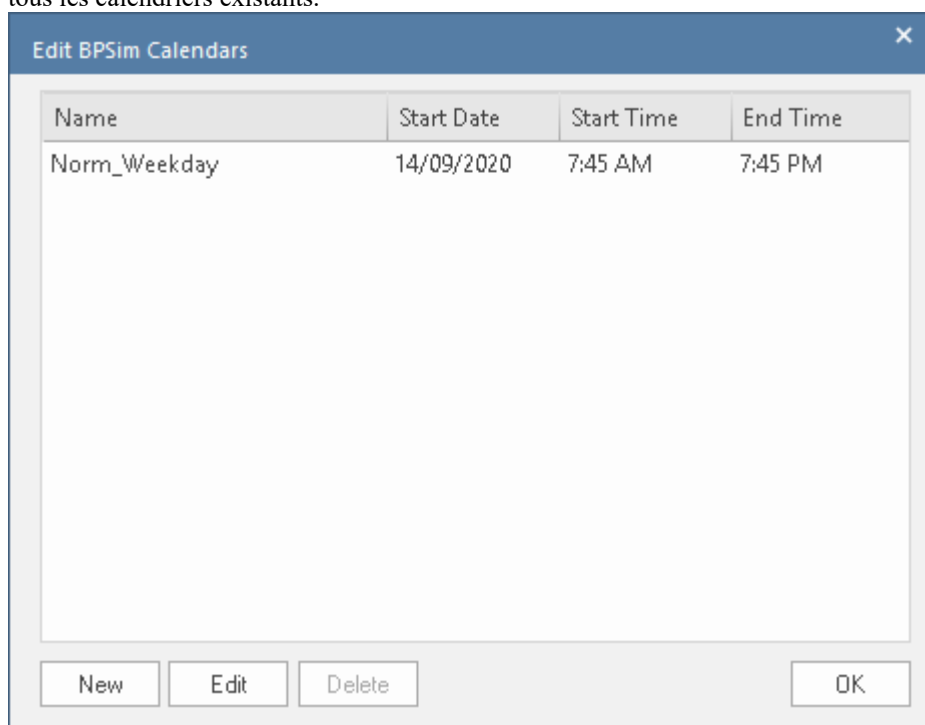 tous les calendriers existants.
Edit BPSim Calendars
Name Start Date Start Time End Time
Norm_Weekday 14/09/2020 7:45 AM 7:45 PM
New Edit Delete OK